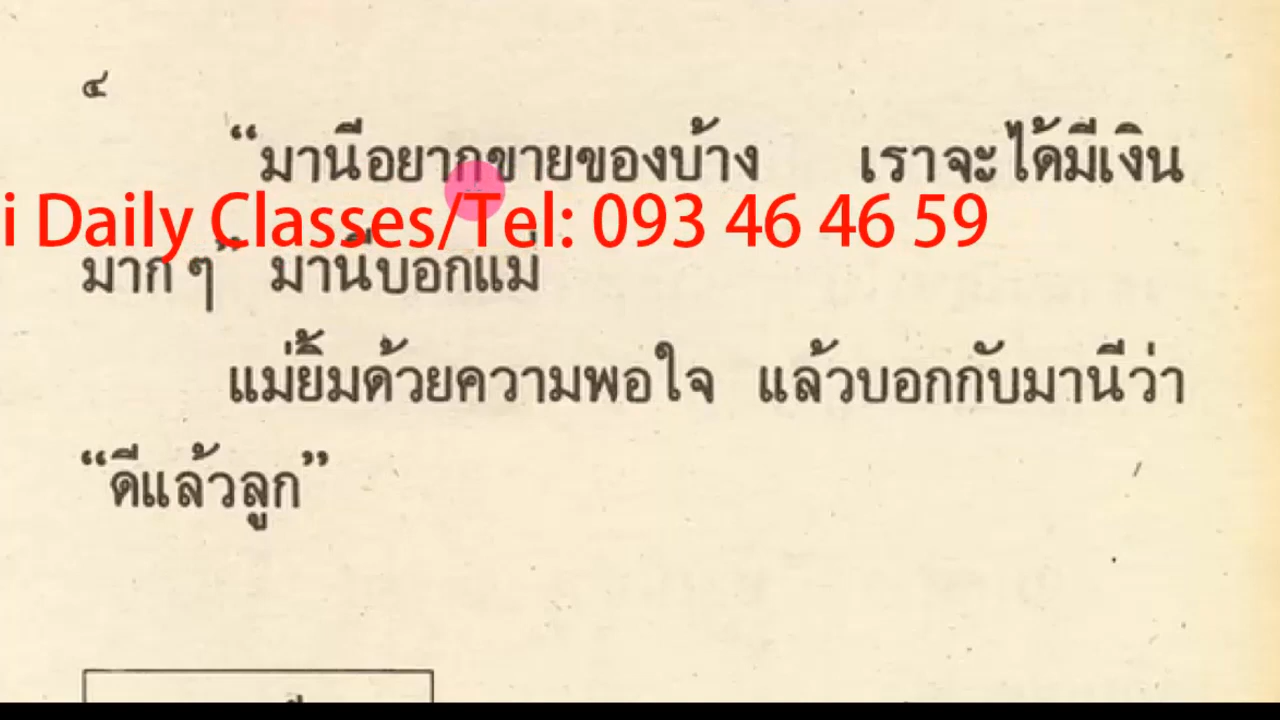 ๔
“มานีอยากขายของบ้าง เราจะได้มีเงิน
i Daily Classes/Tel: 093 46 46 59
มาก ๆ” มานีบอกแม่
แม่ยิ้มด้วยความพอใจ แล้วบอกกับมานีว่า
“ดีแล้วลูก”